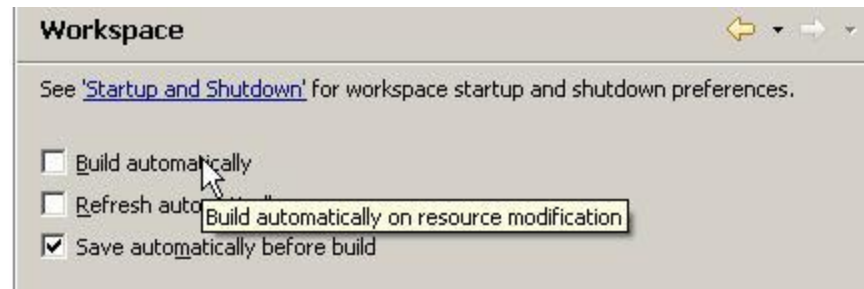 Workspace
See 'Startup and Shutdown' for workspace startup and shutdown preferences.
Build automatically
Refresh
Build automatically on resource modification
Save automatically before build